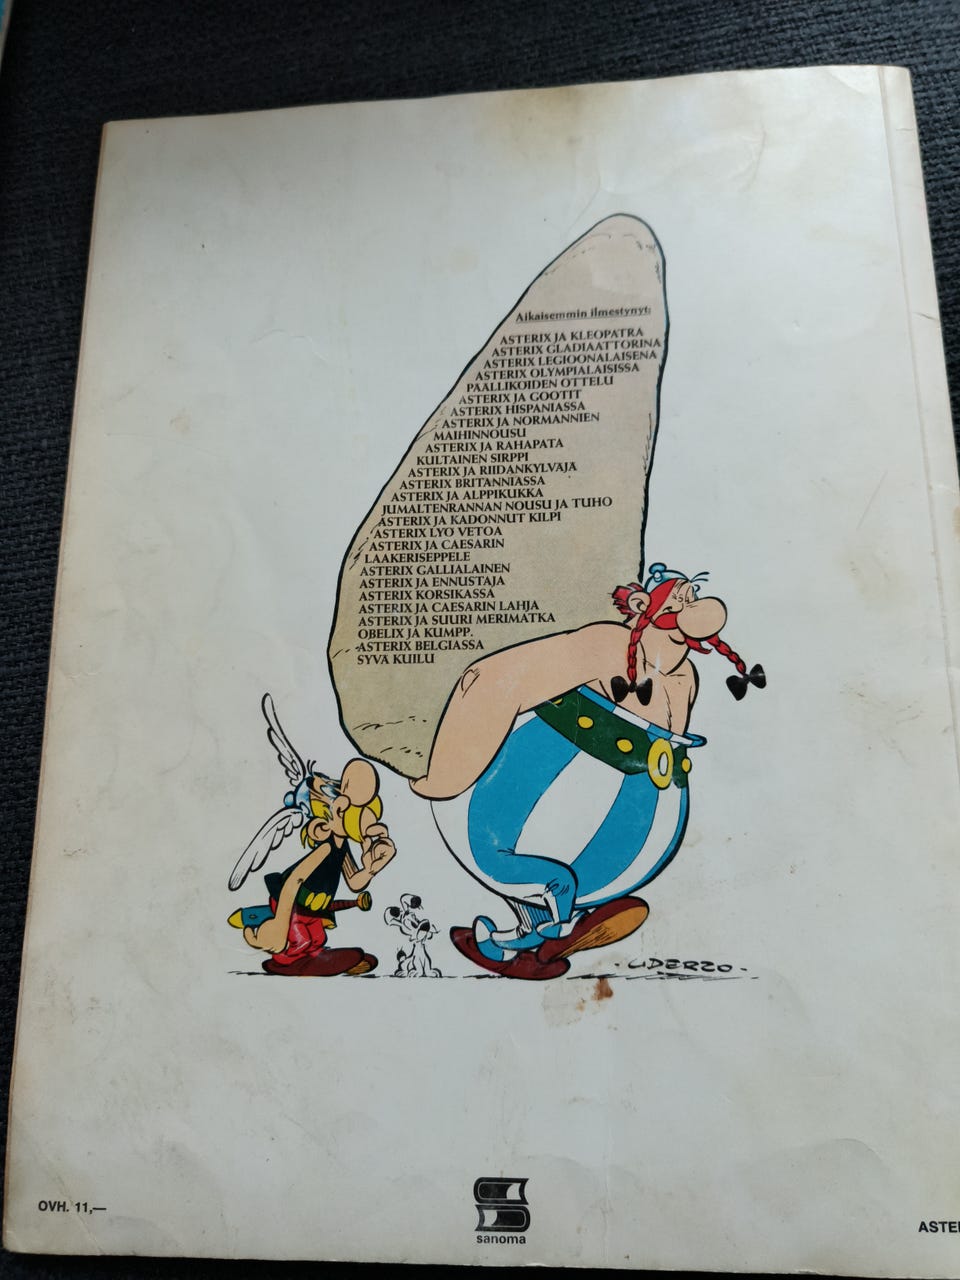 Aikaisemmin ilmestynyt:
ASTERIX JA KLEOPATRA
ASTERIX GLADIAATTORINA
ASTERIX LEGIOONALAISENA
ASTERIX OLYMPIALAISISSA
PÄÄLLIKÖIDEN OTTELU
ASTERIX JA GOOTIT
ASTERIX HISPANIASSA
ASTERIX JA NORMANNIEN
MAIHINNOUSU
ASTERIX JA RAHAPATA
KULTAINEN SIRPPI
ASTERIX JA RIIDANKYLVÄJÄ
ASTERIX BRITANNIASSA
ASTERIX JA ALPPIKUKKA
JUMALTENRANNAN NOUSU JA TUHO
ASTERIX JA KADONNUT KILPI
ASTERIX LYÖ VETOA
ASTERIX JA CAESARIN
LAAKERISEPPELE
ASTERIX GALLIALAINEN
ASTERIX JA ENNUSTAJA
ASTERIX KORSIKASSA
ASTERIX JA CAESARIN LAHJA
ASTERIX JA SUURI MERIMATKA
OBELIX JA KUMPP.
ASTERIX BELGIASSA
SYVÄ KUILU
· UDERZO ·
OVH. 11,—
sanoma
ASTE